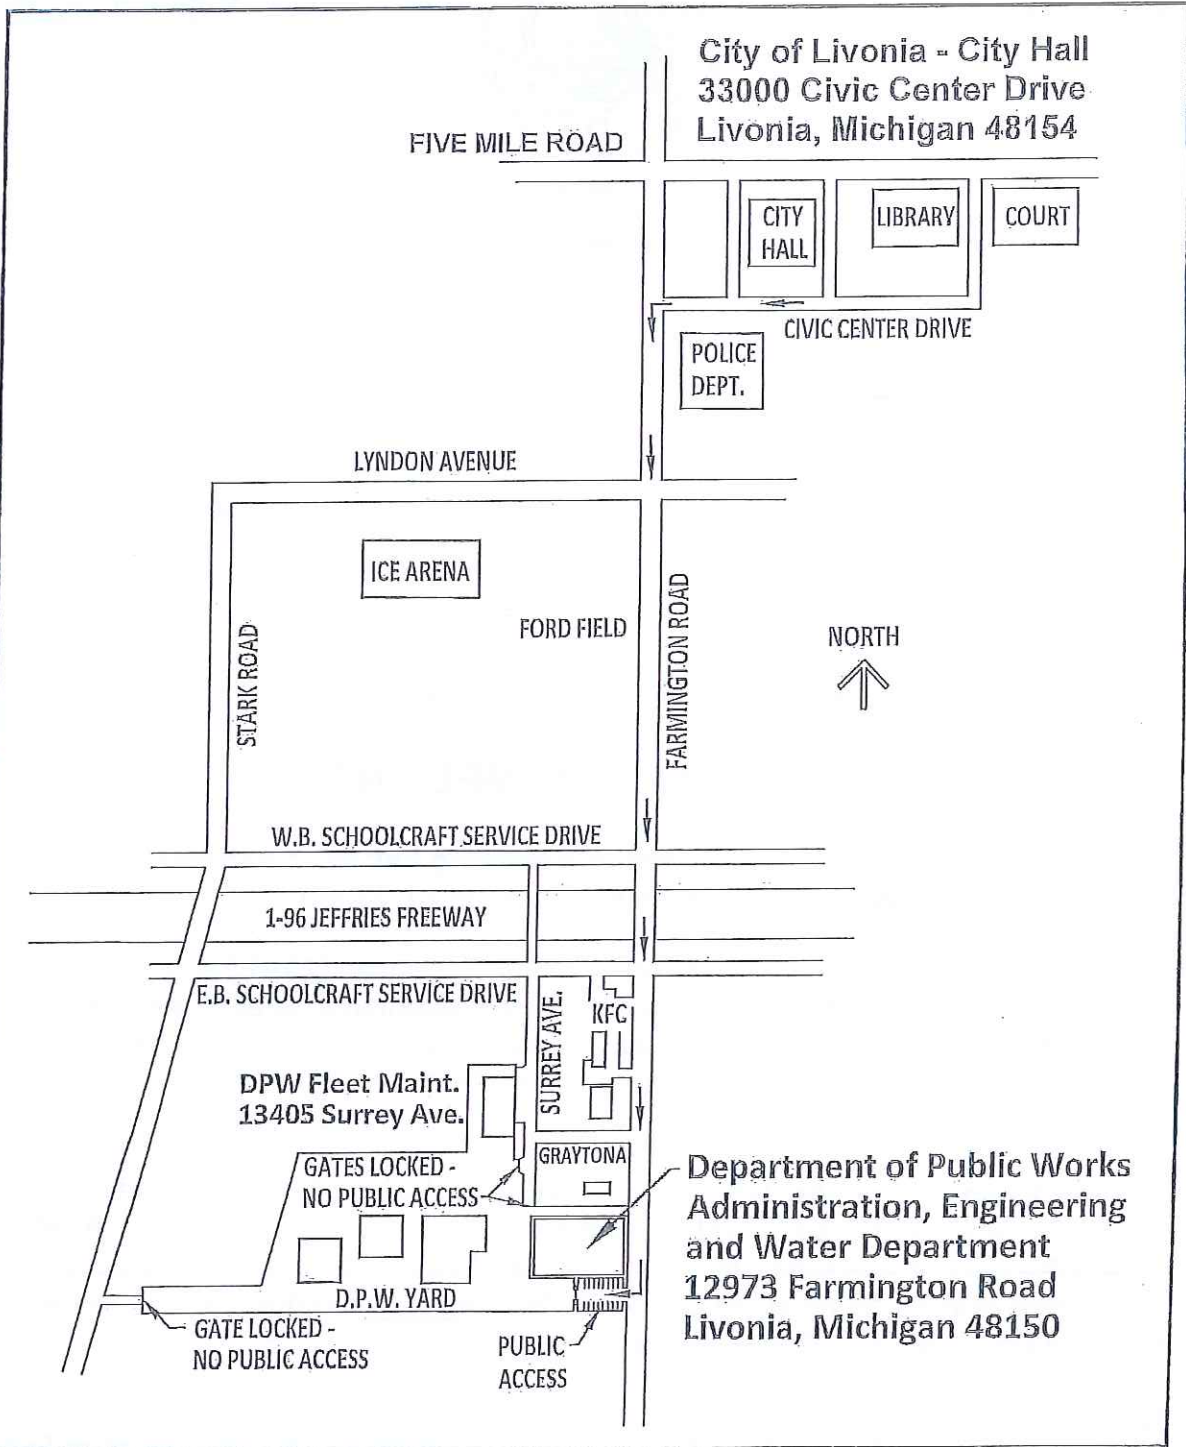 City of Livonia - City Hall
33000 Civic Center Drive
Livonia, Michigan 48154
FIVE MILE ROAD
CITY
HALL
LIBRARY
COURT
CIVIC CENTER DRIVE
POLICE
DEPT.
LYNDON AVENUE
ICE ARENA
FORD FIELD
FARMINGTON ROAD
STARK ROAD
NORTH
W.B. SCHOOLCRAFT SERVICE DRIVE
1-96 JEFFRIES FREEWAY
E.B. SCHOOLCRAFT SERVICE DRIVE
SURREY AVE.
KFC
DPW Fleet Maint.
13405 Surrey Ave.
GRAYTONA
GATES LOCKED -
NO PUBLIC ACCESS
Department of Public Works
Administration, Engineering
and Water Department
12973 Farmington Road
Livonia, Michigan 48150
D.P.W. YARD
GATE LOCKED -
NO PUBLIC ACCESS
PUBLIC
ACCESS